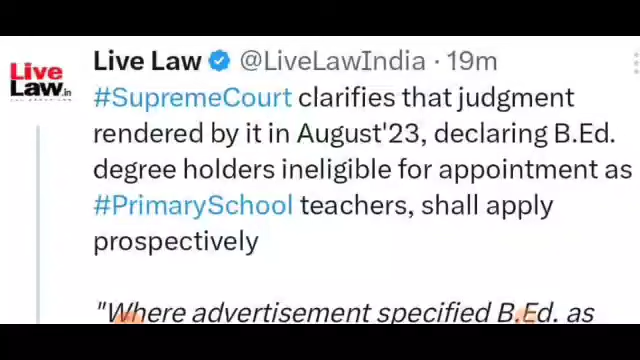 Live Law @LiveLawIndia · 19m
Live
Law.in
#SupremeCourt clarifies that judgment
rendered by it in August'23, declaring B.Ed.
degree holders ineligible for appointment as
#PrimarySchool teachers, shall apply
prospectively
"Where advertisement specified B.Ed. as